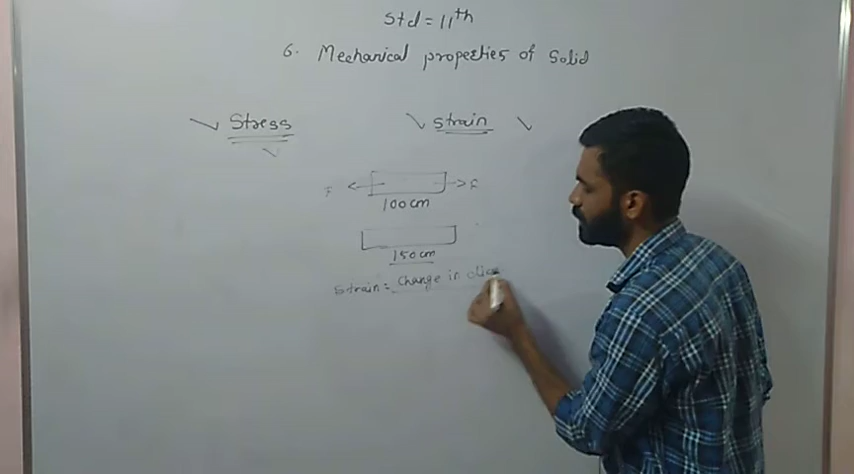 Std = 11th
6. Mechanical properties of Solid
Stress strain
F F
100 cm
150 cm
Strain = Change in